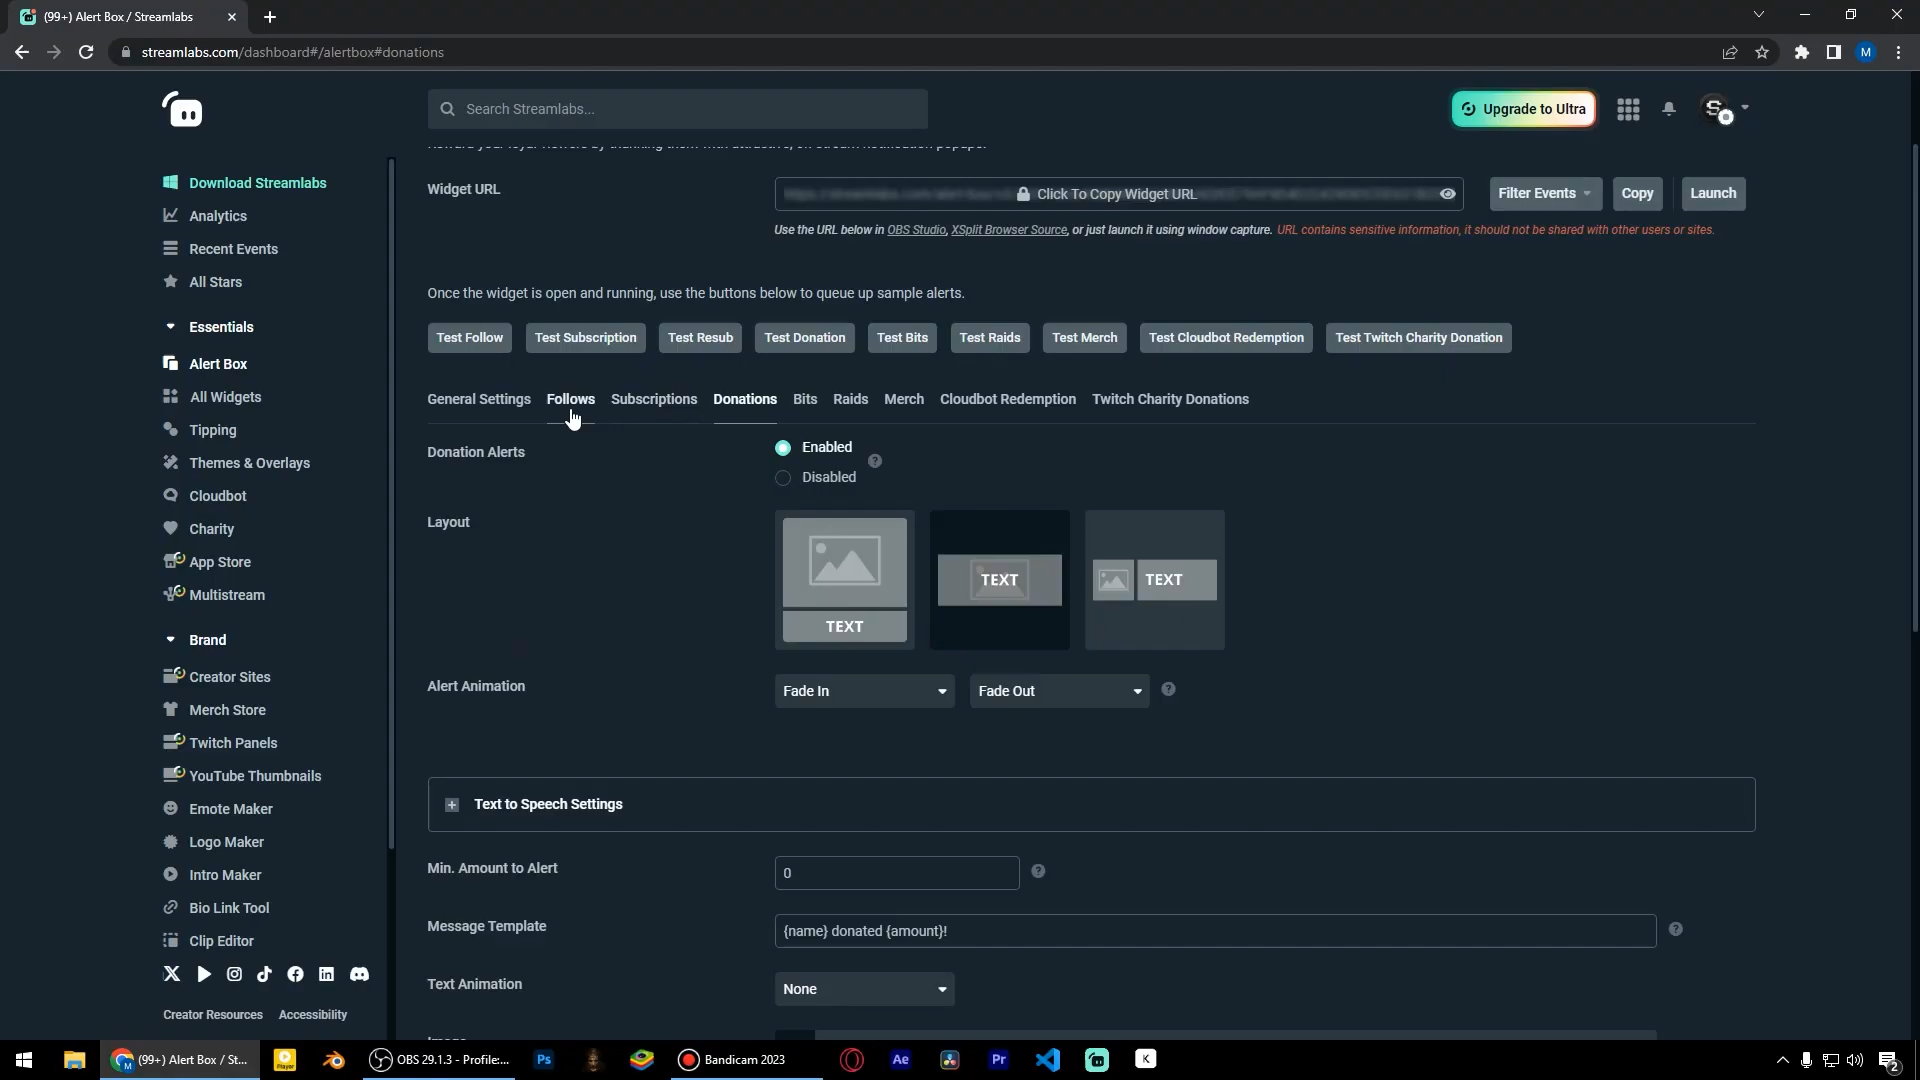 (99+) Alert Box / Streamlabs
streamlabs.com/dashboard#/alertbox#donations
M
Search Streamlabs...
Upgrade to Ultra
S
Download Streamlabs
Analytics
Recent Events
All Stars
Essentials
Alert Box
All Widgets
Tipping
Themes & Overlays
Cloudbot
Charity
App Store
Multistream
Brand
Creator Sites
Merch Store
Twitch Panels
YouTube Thumbnails
Emote Maker
Logo Maker
Intro Maker
Bio Link Tool
Clip Editor
Creator Resources Accessibility
Widget URL
Click To Copy Widget URL
Filter Events
Copy
Launch
Use the URL below in OBS Studio, XSplit Browser Source, or just launch it using window capture. URL contains sensitive information, it should not be shared with other users or sites.
Once the widget is open and running, use the buttons below to queue up sample alerts.
Test Follow Test Subscription Test Resub Test Donation Test Bits Test Raids Test Merch Test Cloudbot Redemption Test Twitch Charity Donation
General Settings Follows Subscriptions Donations Bits Raids Merch Cloudbot Redemption Twitch Charity Donations
Donation Alerts
Enabled
Disabled
?
Layout
TEXT
TEXT
TEXT
Alert Animation
Fade In
Fade Out
?
Text to Speech Settings
Min. Amount to Alert
0
?
Message Template
{name} donated {amount}!
?
Text Animation
None
(99+) Alert Box / St...
Player
OBS 29.1.3 - Profile:...
Ps
Bandicam 2023
Ae
Pr
K
2